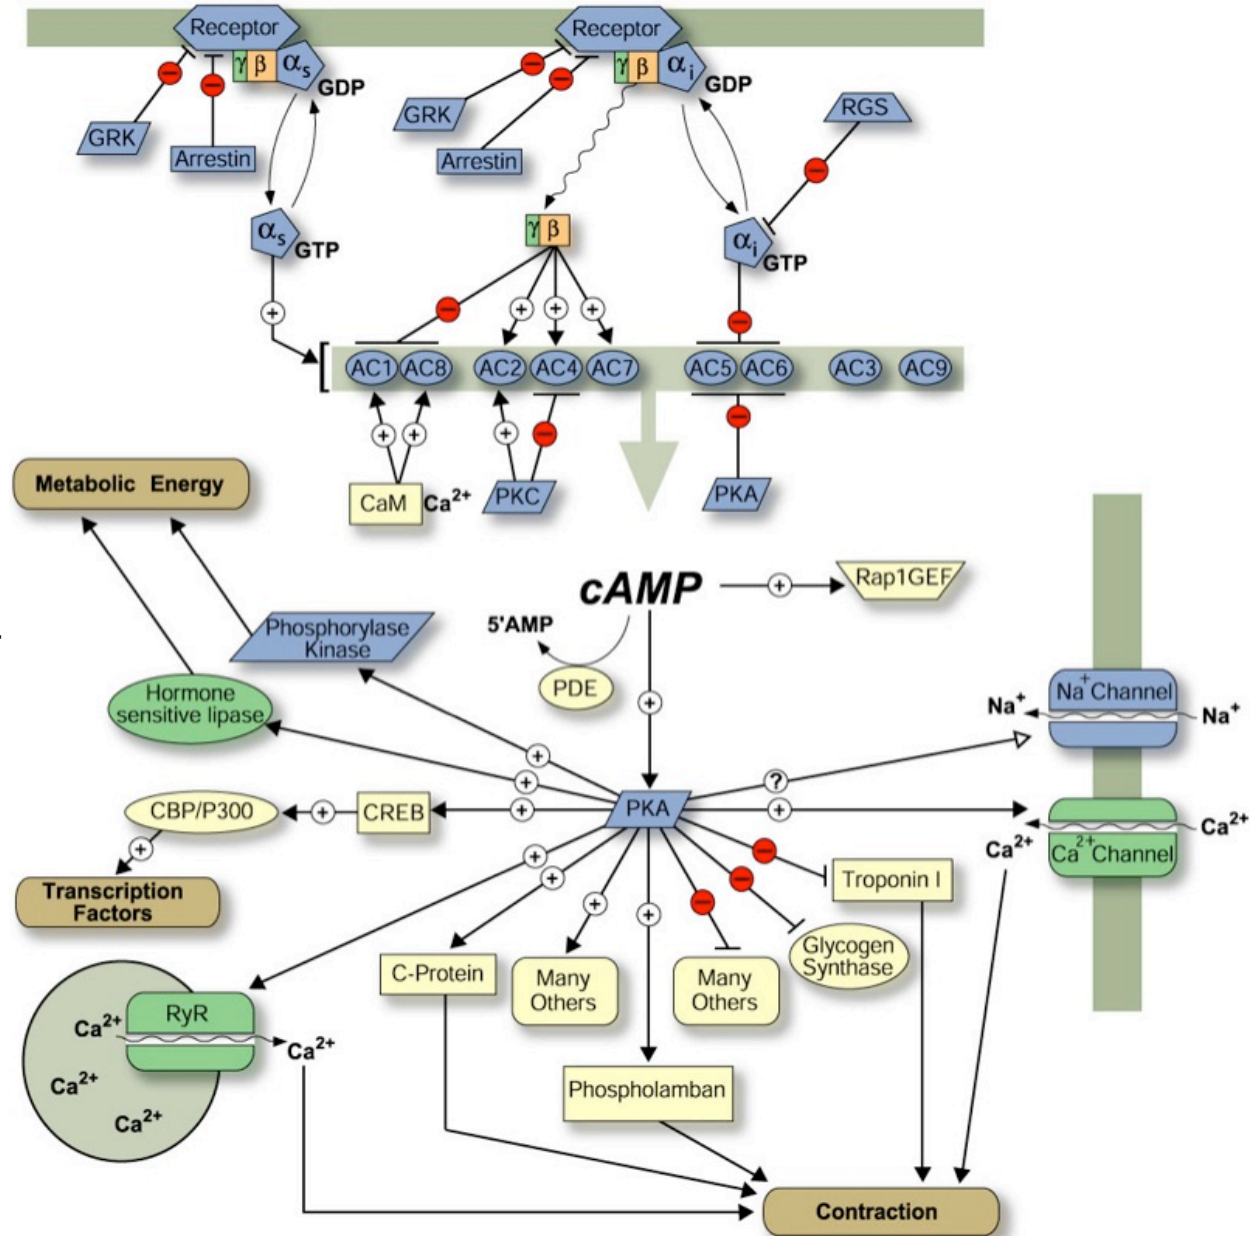 Receptor
Receptor
γ β αs
GDP
γ β αi
GDP
GRK
Arrestin
GRK
Arrestin
RGS
αs
GTP
γ β
αi
GTP
+
−
+
+
+
−
AC1 AC8 AC2 AC4 AC7 AC5 AC6 AC3 AC9
+
+
+
−
−
CaM Ca2+
PKC
PKA
Metabolic Energy
cAMP
+
Rap1GEF
5'AMP
PDE
+
Phosphorylase
Kinase
Hormone
sensitive lipase
Na+ Channel
Na+
Na+
+
+
?
CBP/P300
+
CREB
+
PKA
+
Ca2+
Ca2+
Ca2+ Channel
+
Transcription
Factors
+
+
+
+
−
−
−
Troponin I
Glycogen
Synthase
C-Protein
Many
Others
Many
Others
RyR
Ca2+
Ca2+
Ca2+
Ca2+
Phospholamban
Contraction